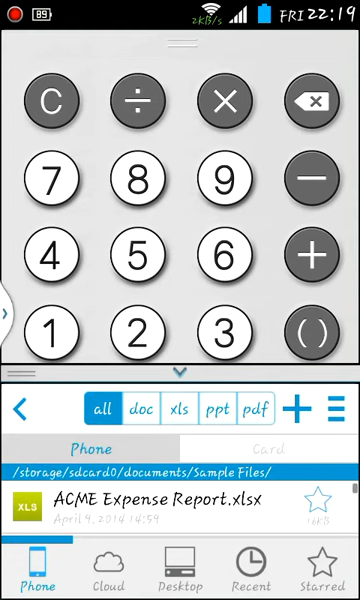 89 2KB/s FRI 22:19
C ÷ ×
7 8 9 −
4 5 6 +
1 2 3 ( )
all doc xls ppt pdf
Phone Card
/storage/sdcard0/documents/Sample Files/
XLS ACME Expense Report.xlsx
April 9, 2014 14:59 16KB
Phone Cloud Desktop Recent Starred